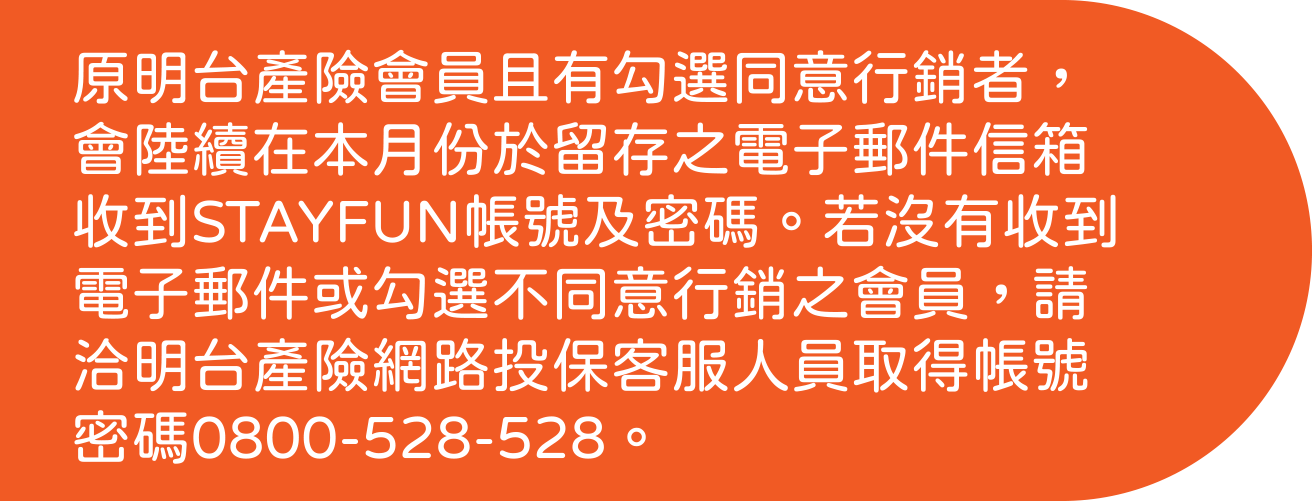 原明台產險會員且有勾選同意行銷者，
會陸續在本月份於留存之電子郵件信箱
收到STAYFUN帳號及密碼。若沒有收到
電子郵件或勾選不同意行銷之會員，請
洽明台產險網路投保客服人員取得帳號
密碼0800-528-528。